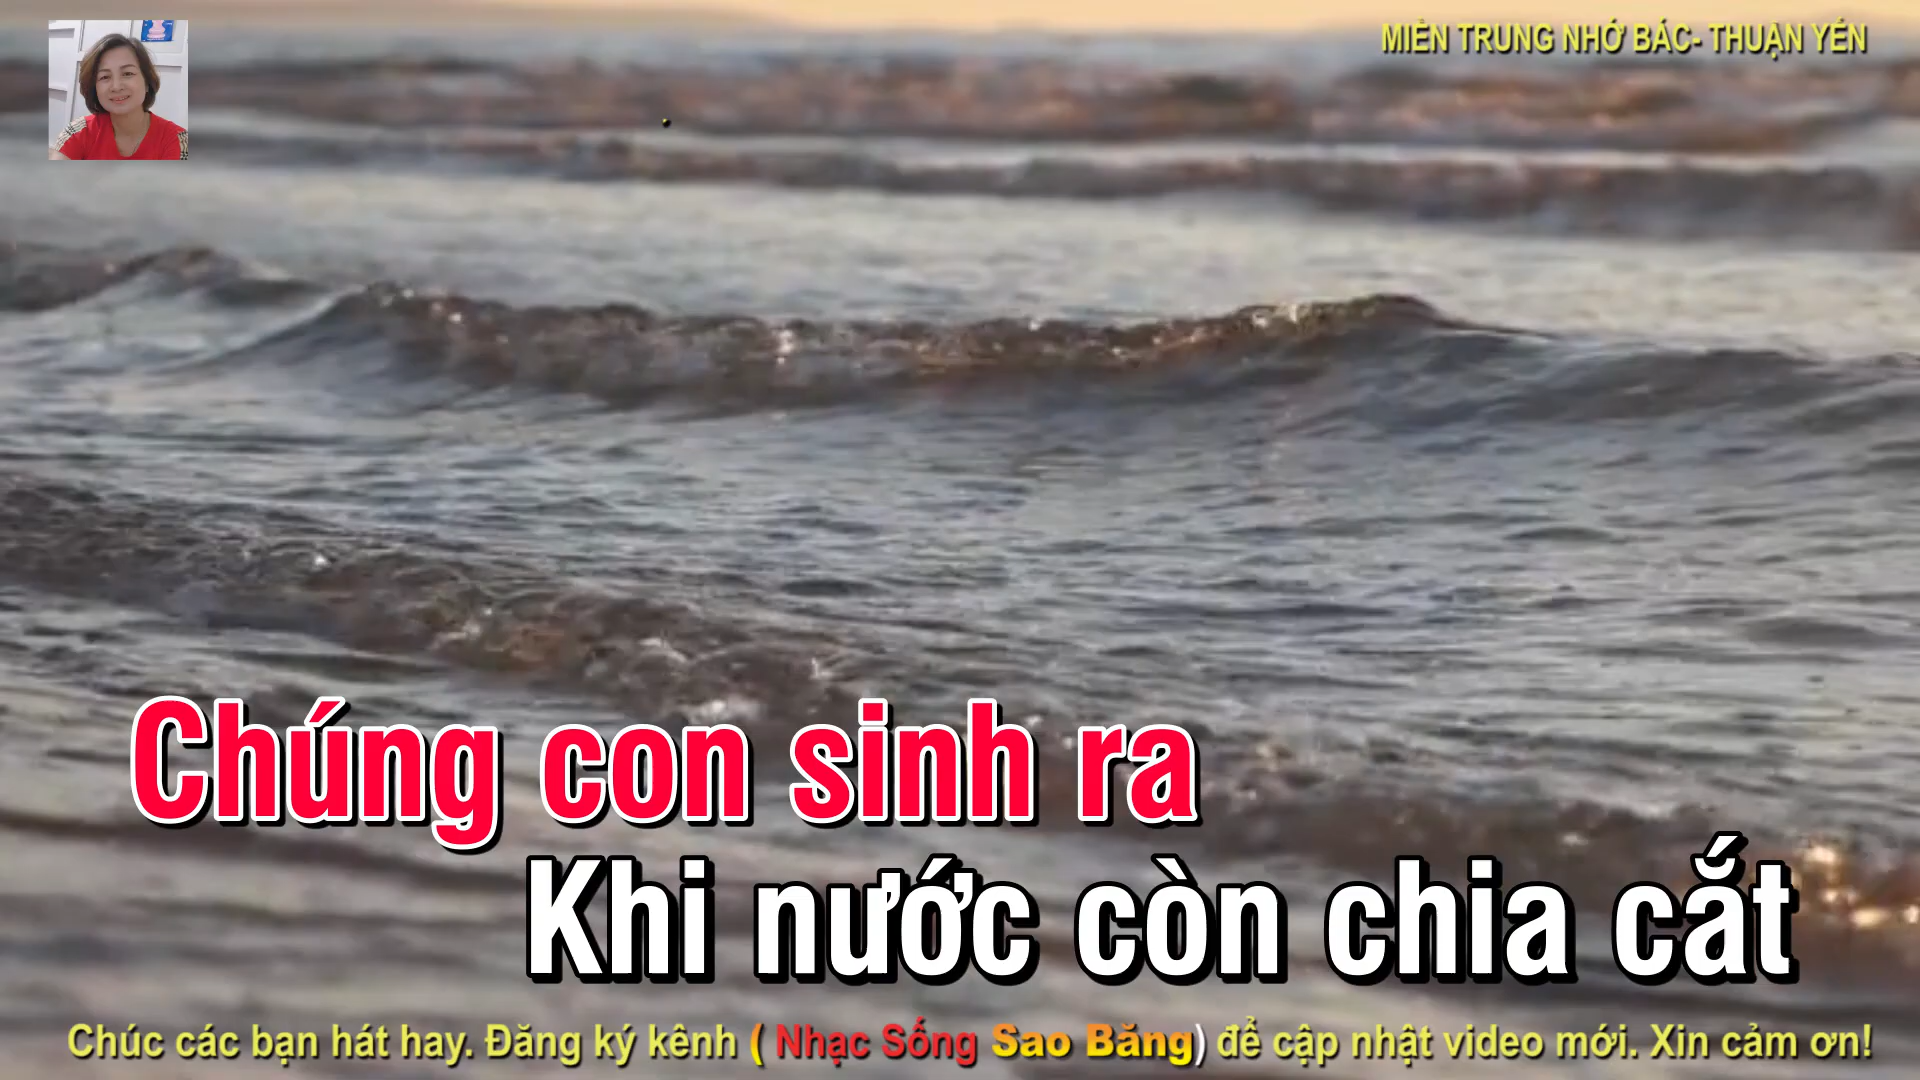 MIỀN TRUNG NHỚ BÁC- THUẬN YẾN
Chúng con sinh ra
Khi nước còn chia cắt
Chúc các bạn hát hay. Đăng ký kênh ( Nhạc Sống Sao Băng) để cập nhật video mới. Xin cảm ơn!